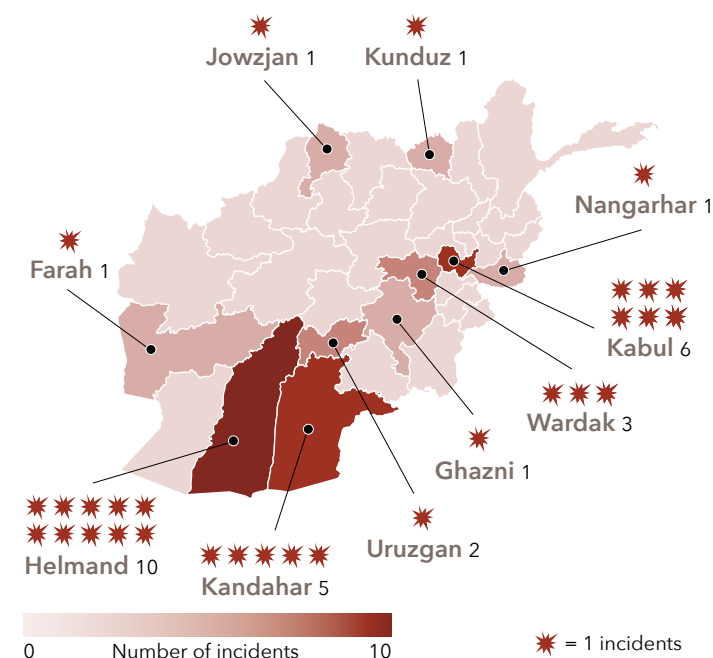 Jowzjan 1
Kunduz 1
Nangarhar 1
Farah 1
Kabul 6
Wardak 3
Ghazni 1
Uruzgan 2
Helmand 10
Kandahar 5
0 Number of incidents 10
= 1 incidents